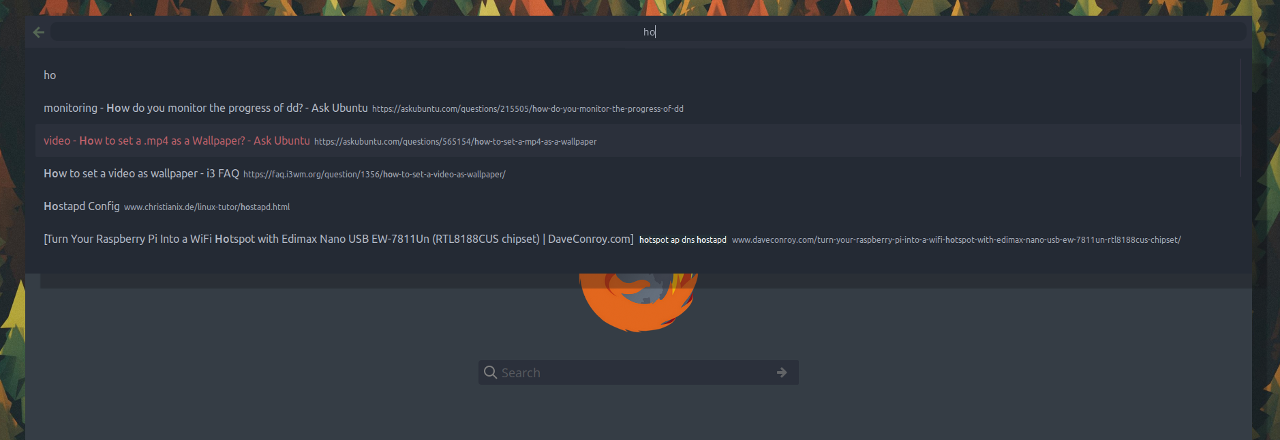 ho
ho
monitoring - How do you monitor the progress of dd? - Ask Ubuntu https://askubuntu.com/questions/215505/how-do-you-monitor-the-progress-of-dd
video - How to set a .mp4 as a Wallpaper? - Ask Ubuntu https://askubuntu.com/questions/565154/how-to-set-a-mp4-as-a-wallpaper
How to set a video as wallpaper - i3 FAQ https://faq.i3wm.org/question/1356/how-to-set-a-video-as-wallpaper/
Hostapd Config www.christianix.de/linux-tutor/hostapd.html
[Turn Your Raspberry Pi Into a WiFi Hotspot with Edimax Nano USB EW-7811Un (RTL8188CUS chipset) | DaveConroy.com] hotspot ap dns hostapd www.daveconroy.com/turn-your-raspberry-pi-into-a-wifi-hotspot-with-edimax-nano-usb-ew-7811un-rtl8188cus-chipset/
Search